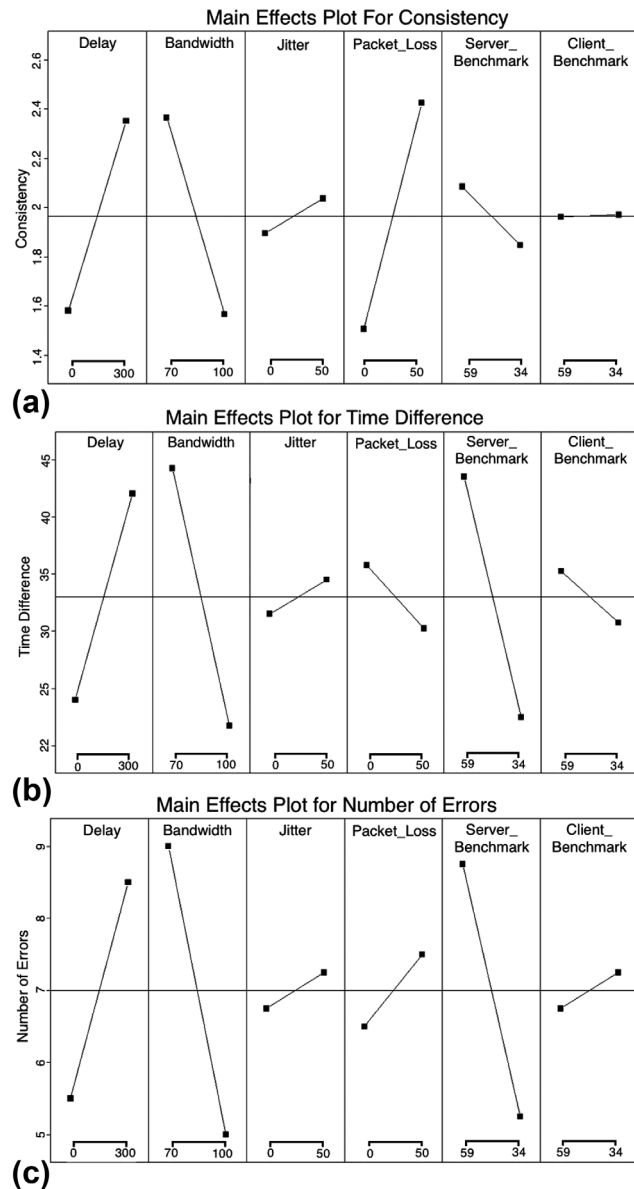 Main Effects Plot For Consistency
Delay Bandwidth Jitter Packet_Loss Server_ Client_
Benchmark Benchmark
2.6
2.4
2.2
2
1.8
1.6
1.4
Consistency
0 300 70 100 0 50 0 50 59 34 59 34
(a)
Main Effects Plot for Time Difference
Delay Bandwidth Jitter Packet_Loss Server_ Client_
Benchmark Benchmark
45
40
35
30
25
22
Time Difference
0 300 70 100 0 50 0 50 59 34 59 34
(b)
Main Effects Plot for Number of Errors
Delay Bandwidth Jitter Packet_Loss Server_ Client_
Benchmark Benchmark
9
8
7
6
5
Number of Errors
0 300 70 100 0 50 0 50 59 34 59 34
(c)